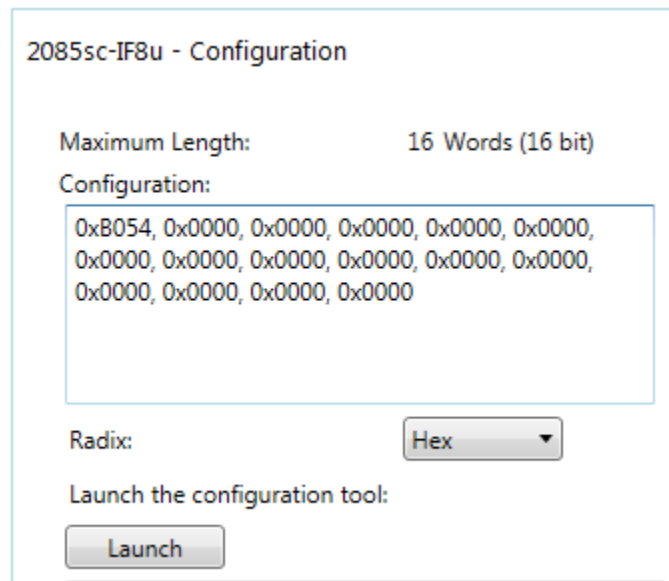 2085sc-IF8u - Configuration
Maximum Length: 16 Words (16 bit)
Configuration:
0xB054, 0x0000, 0x0000, 0x0000, 0x0000, 0x0000,
0x0000, 0x0000, 0x0000, 0x0000, 0x0000, 0x0000,
0x0000, 0x0000, 0x0000, 0x0000
Radix: Hex
Launch the configuration tool:
Launch